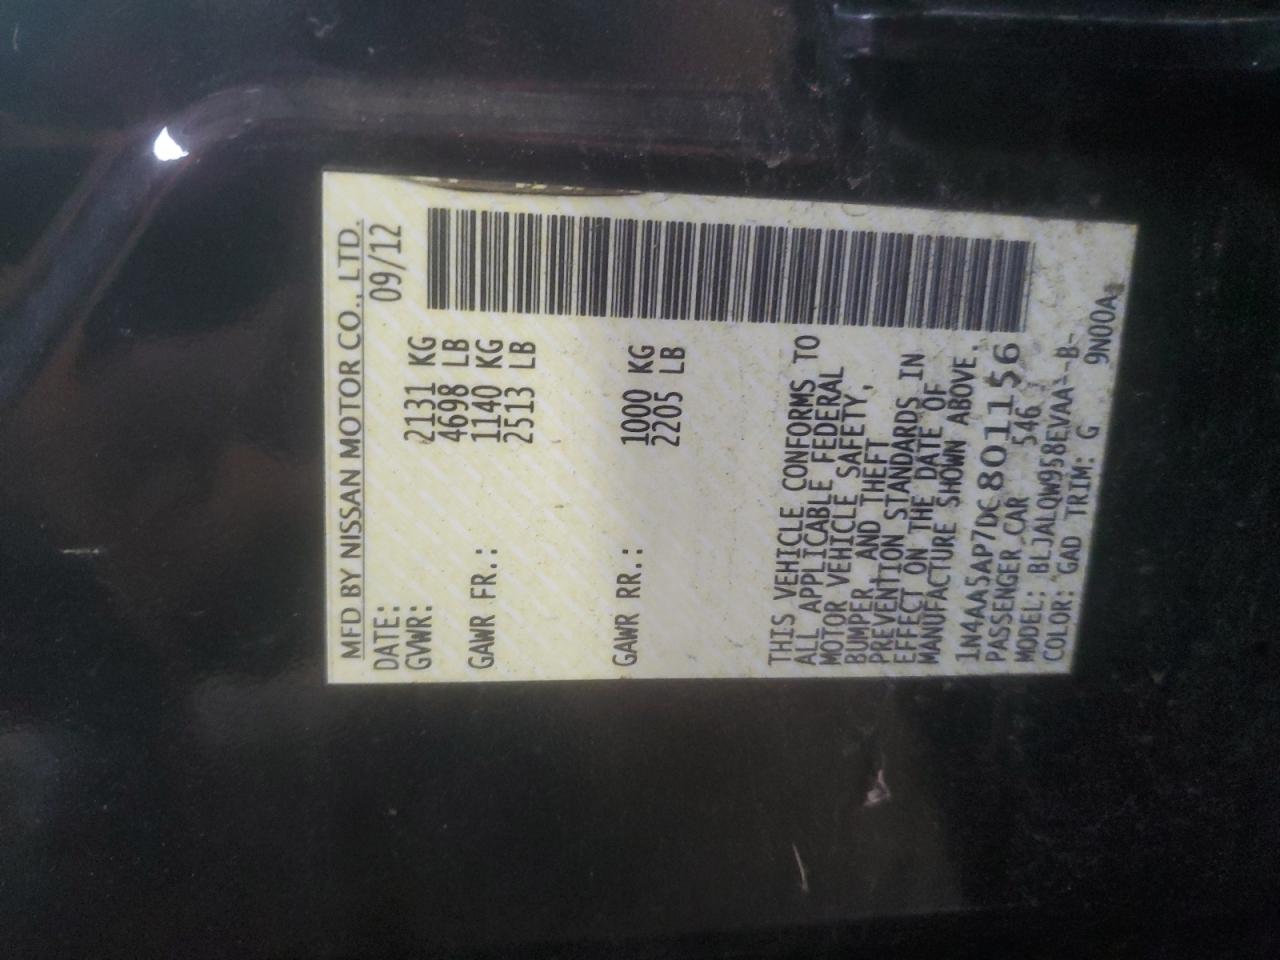 MFD BY NISSAN MOTOR CO., LTD.
DATE: 09/12
GVWR: 2131 KG
4698 LB
GAWR FR.: 1140 KG
2513 LB
GAWR RR.: 1000 KG
2205 LB
THIS VEHICLE CONFORMS TO
ALL APPLICABLE FEDERAL
MOTOR VEHICLE SAFETY,
BUMPER AND THEFT
PREVENTION STANDARDS IN
EFFECT ON THE DATE OF
MANUFACTURE SHOWN ABOVE.
1N4AA5AP7DC801156
PASSENGER CAR 546
MODEL: BLJALQW958EVAA--B-
COLOR: GAD TRIM: G 9N00A